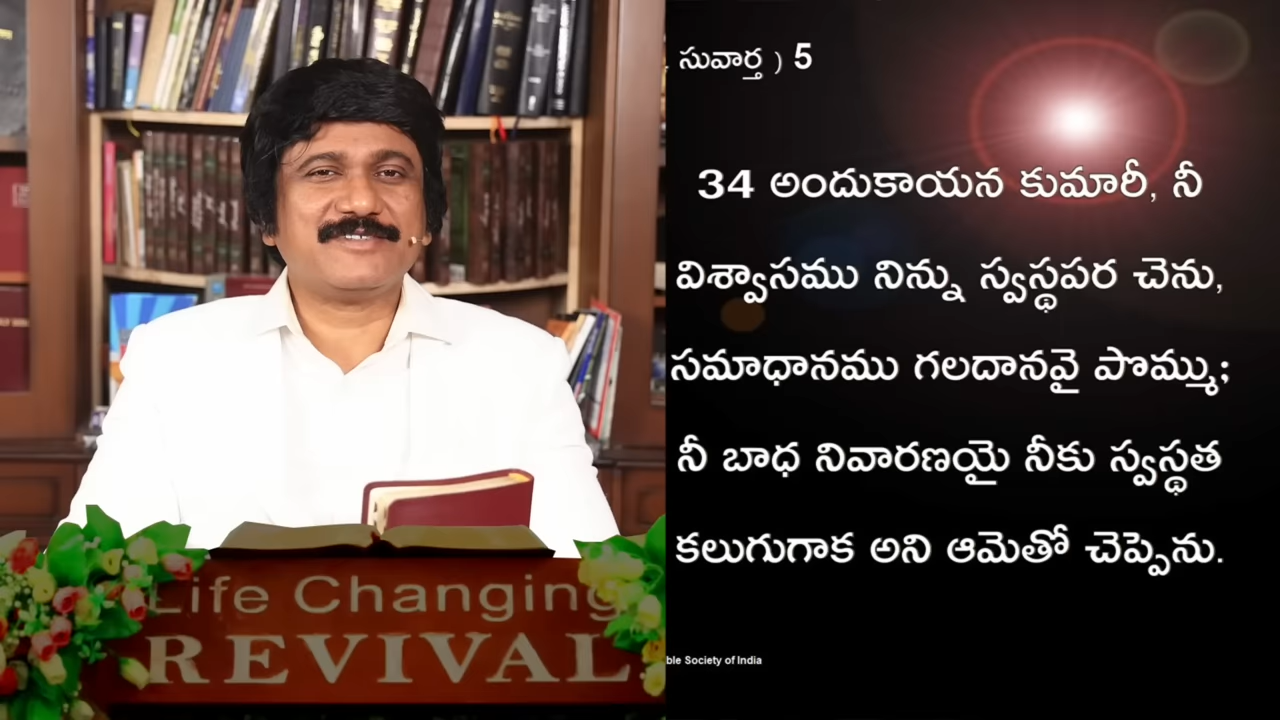 సువార్త ) 5
34 అందుకాయన కుమారీ, నీ
విశ్వాసము నిన్ను స్వస్థపర చెను,
సమాధానము గలదానవై పొమ్ము;
నీ బాధ నివారణయై నీకు స్వస్థత
కలుగుగాక అని ఆమెతో చెప్పెను.
Society of India
Life Changing
REVIVAL